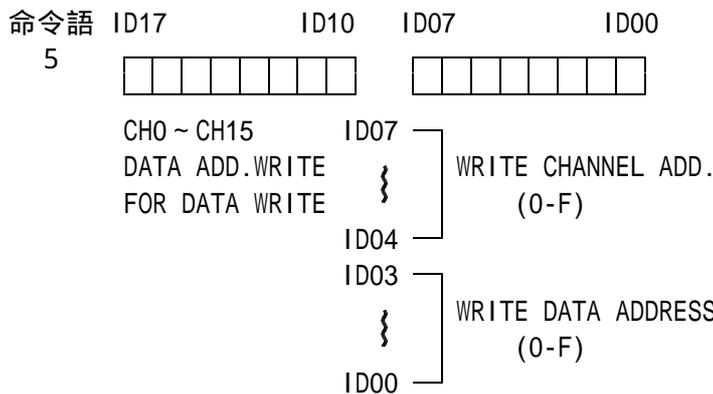 命令語 ID17 ID10 ID07 ID00
5
CH0 ~ CH15 ID07
DATA ADD.WRITE WRITE CHANNEL ADD.
FOR DATA WRITE (0-F)
ID04
ID03
WRITE DATA ADDRESS
(0-F)
ID00